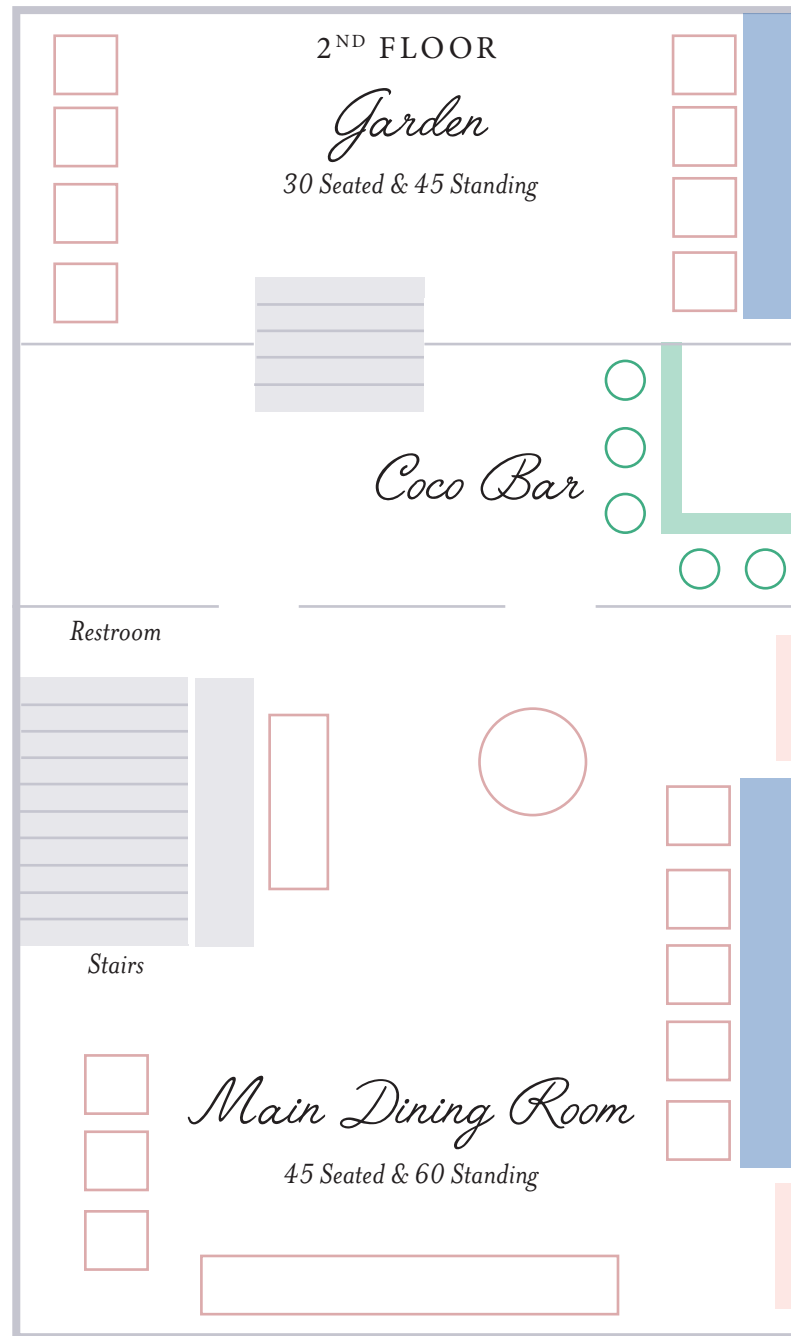 2ND FLOOR
Garden
30 Seated & 45 Standing
Coco Bar
Restroom
Stairs
Main Dining Room
45 Seated & 60 Standing